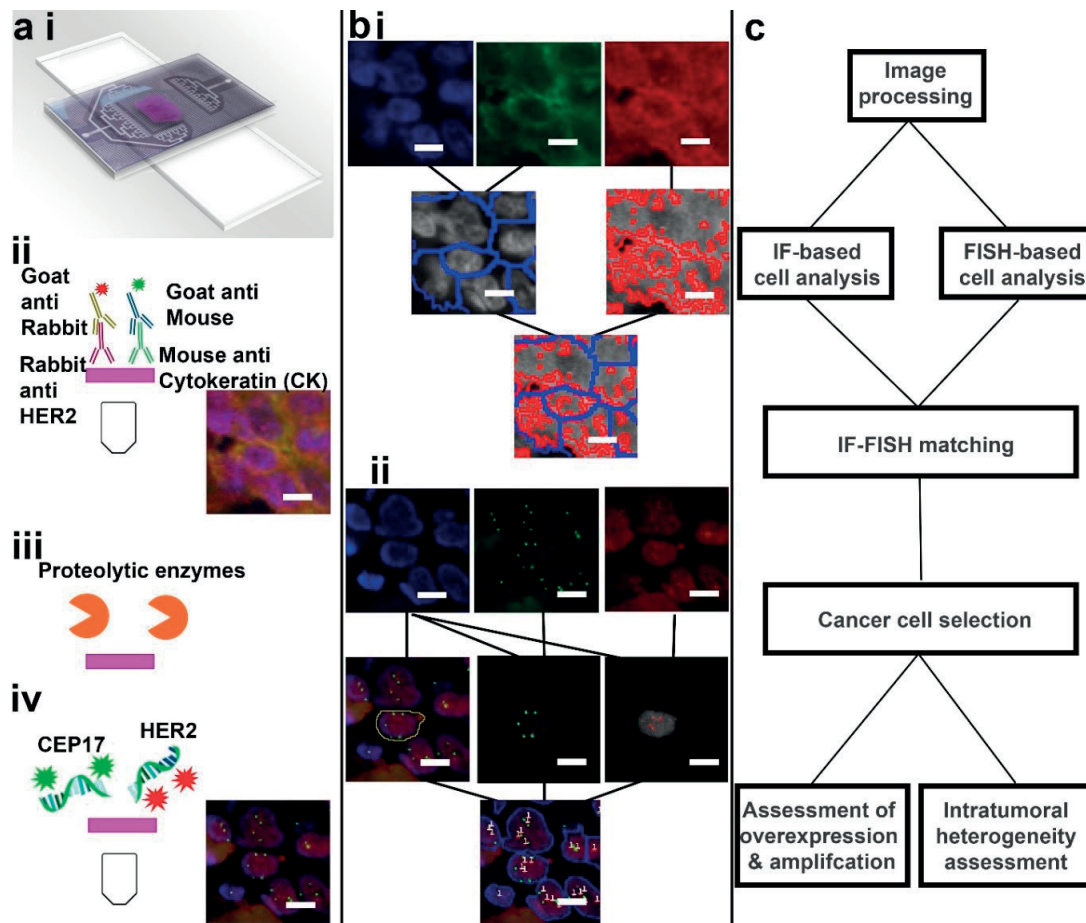 a i
ii
Goat
anti
Rabbit
Goat anti
Mouse
Rabbit
anti
HER2
Mouse anti
Cytokeratin (CK)
iii
Proteolytic enzymes
iv
CEP17
HER2
b i
ii
1
c
Image
processing
IF-based
cell analysis
FISH-based
cell analysis
IF-FISH matching
Cancer cell selection
Assessment of
overexpression
& amplifcation
Intratumoral
heterogeneity
assessment